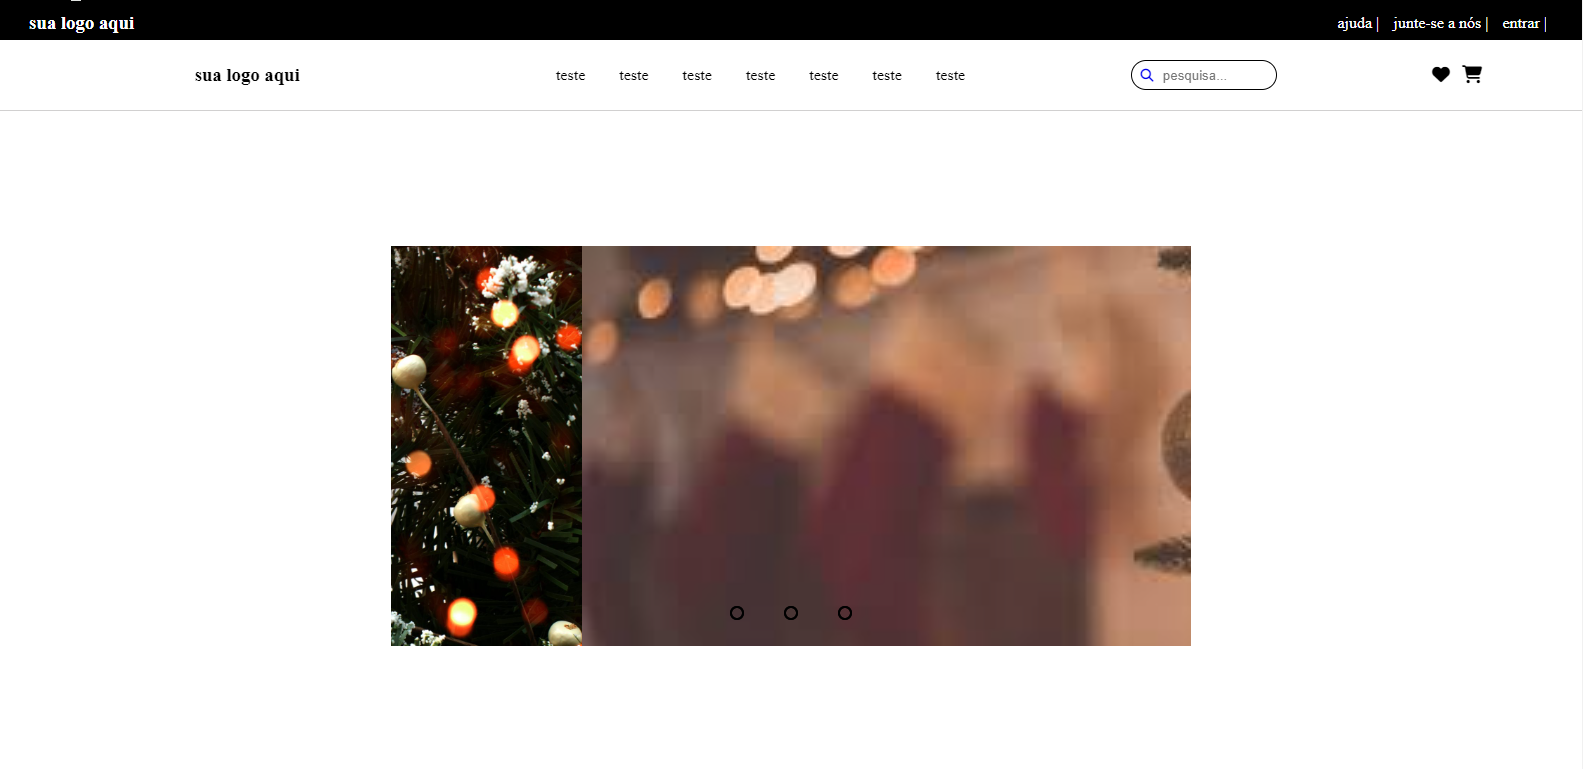 sua logo aqui
ajuda | junte-se a nós | entrar |
sua logo aqui
teste teste teste teste teste teste teste
pesquisa...